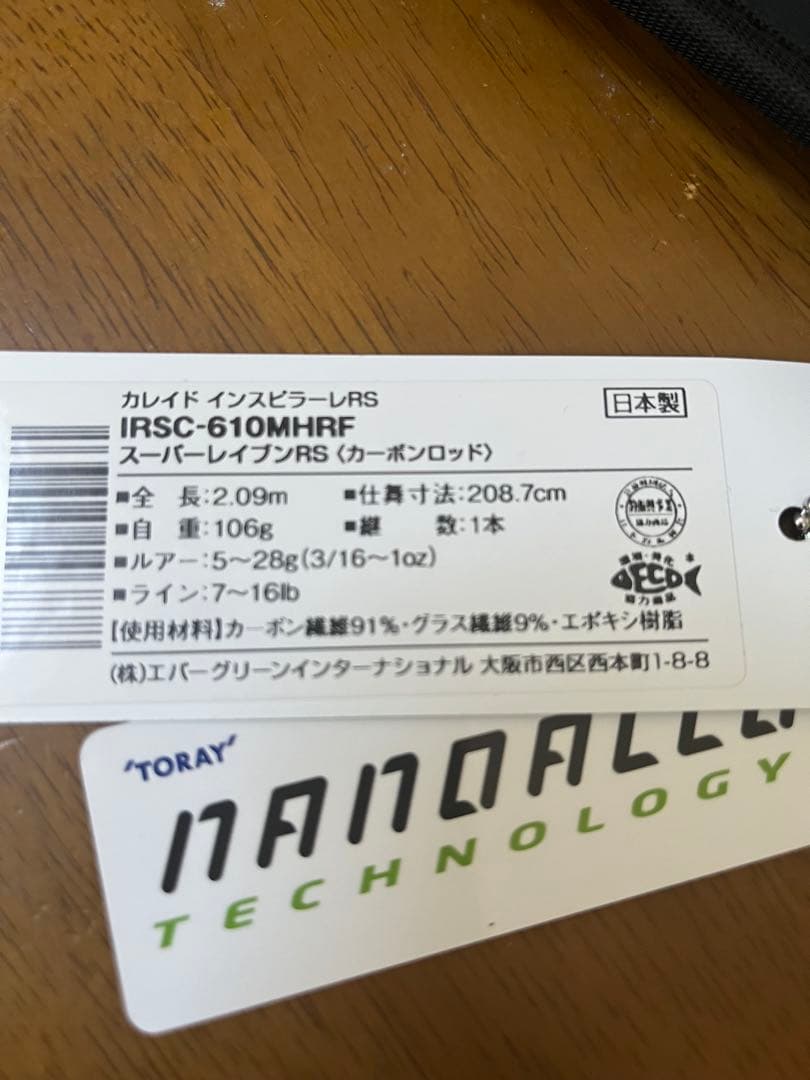 カレイド インスピラーレRS
日本製
IRSC-610MHRF
スーパーレイブンRS〈カーボンロッド〉
■全 長:2.09m ■仕舞寸法:208.7cm
■自 重:106g ■継 数:1本
■ルアー:5〜28g(3/16〜1oz)
■ライン:7〜16lb
【使用材料】カーボン繊維91%・グラス繊維9%・エポキシ樹脂
(株)エバーグリーンインターナショナル 大阪市西区西本町1-8-8
ECO
協力商品
'TORAY'
TECHNOLOGY